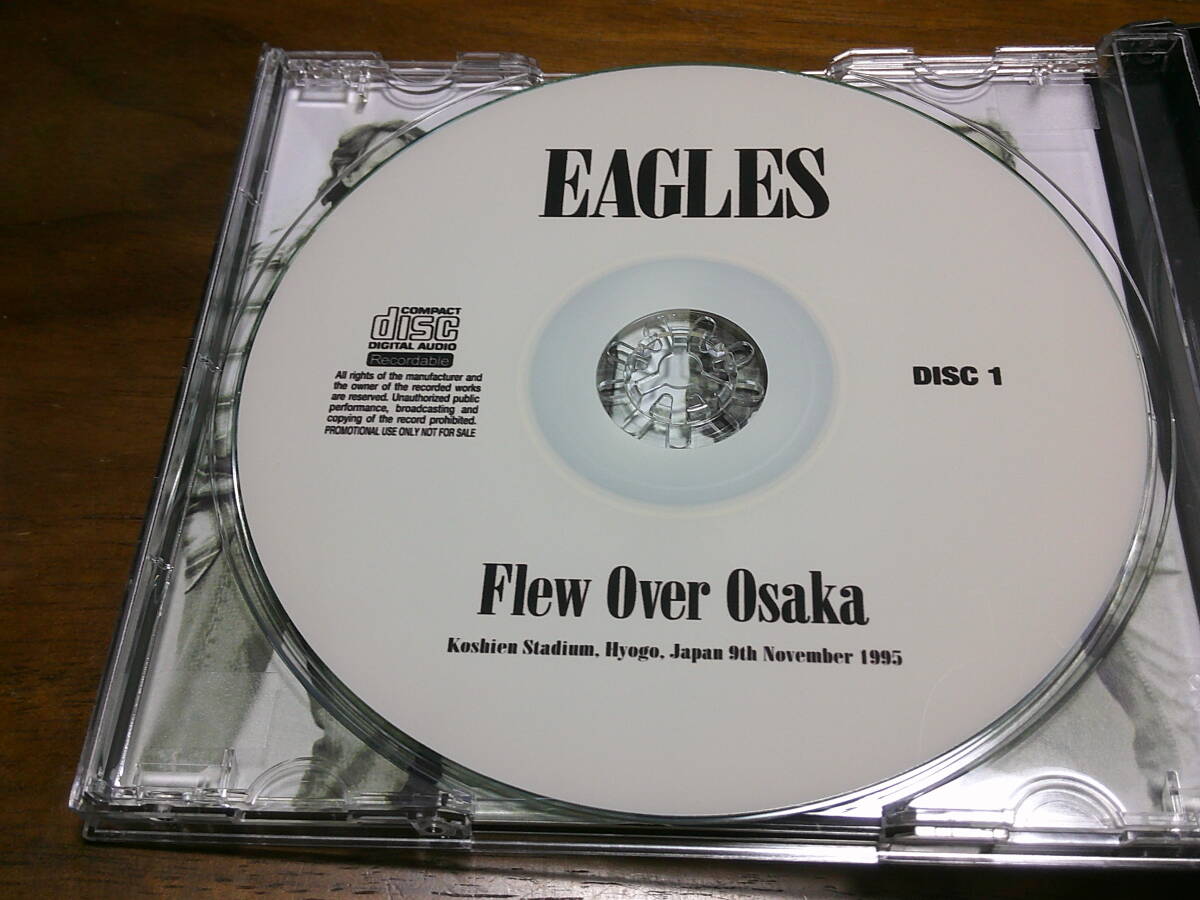 EAGLES
COMPACT
disc
DIGITAL AUDIO
Recordable
All rights of the manufacturer and
the owner of the recorded works
are reserved. Unauthorized public
performance, broadcasting and
copying of the record prohibited.
PROMOTIONAL USE ONLY NOT FOR SALE
DISC 1
Flew Over Osaka
Koshien Stadium, Hyogo, Japan 9th November 1995